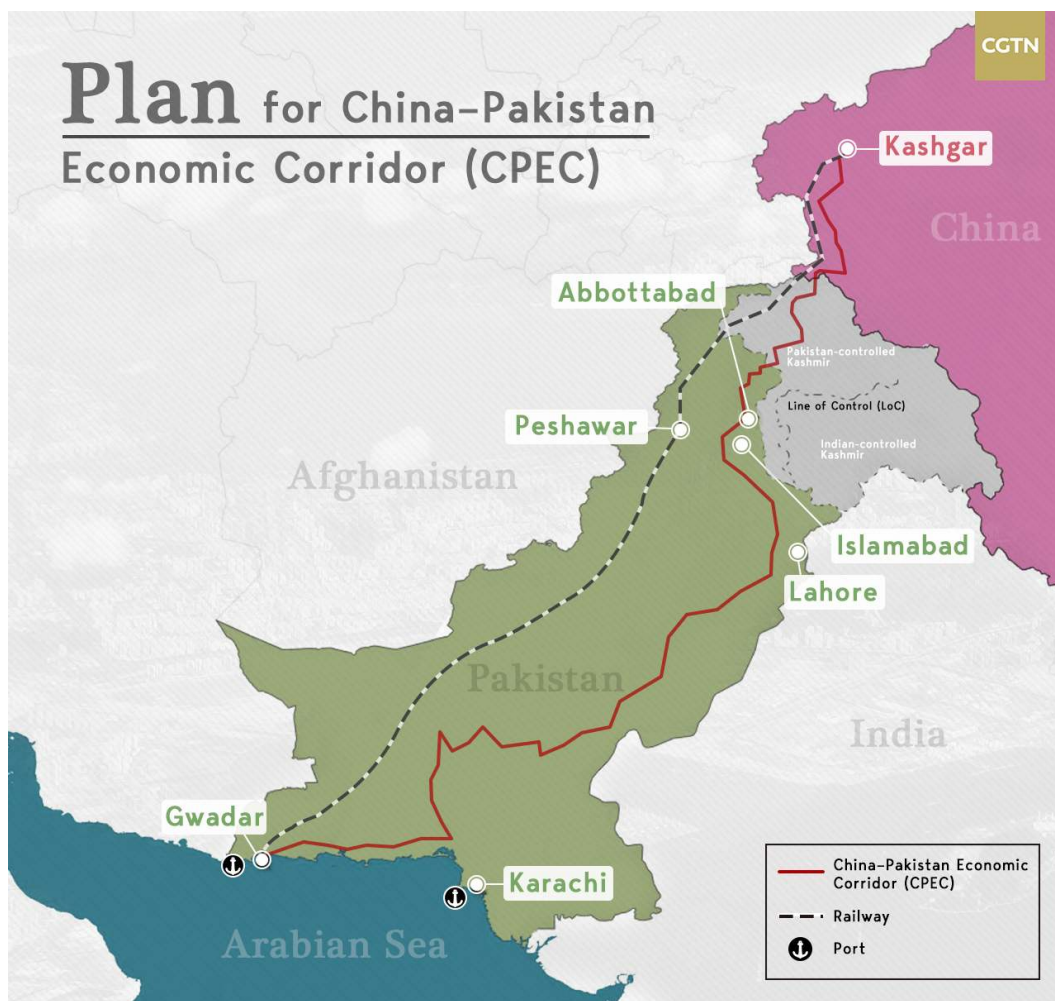 CGTN
Plan for China–Pakistan
Economic Corridor (CPEC)
Kashgar
China
Abbottabad
Pakistan-controlled
Kashmir
Line of Control (LoC)
Peshawar
Indian-controlled
Kashmir
Afghanistan
Islamabad
Lahore
Pakistan
India
Gwadar
Karachi
Arabian Sea
China–Pakistan Economic
Corridor (CPEC)
Railway
Port